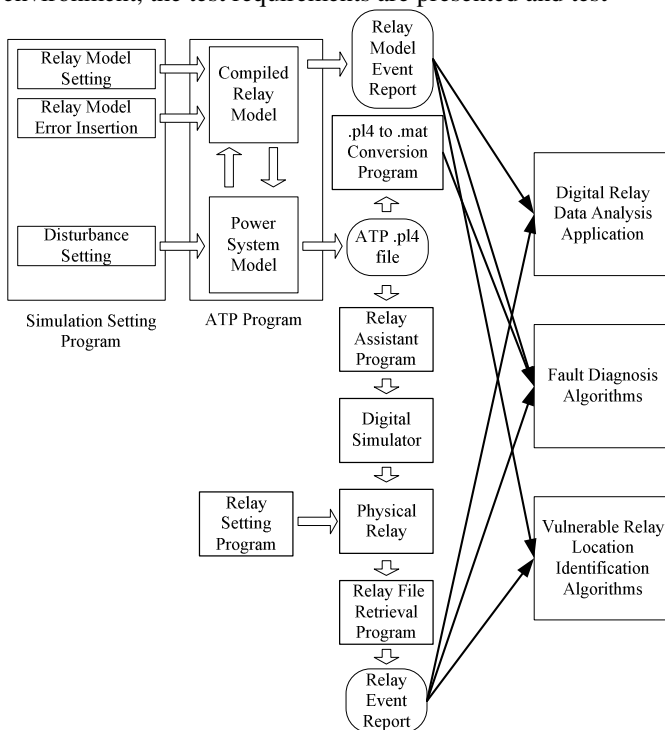 environment, the test requirements are presented and test
Relay Model
Setting
Relay Model
Error Insertion
Disturbance
Setting
Simulation Setting
Program
Compiled
Relay
Model
Power
System
Model
ATP Program
Relay
Model
Event
Report
.pl4 to .mat
Conversion
Program
ATP .pl4
file
Relay
Assistant
Program
Digital
Simulator
Relay
Setting
Program
Physical
Relay
Relay File
Retrieval
Program
Relay
Event
Report
Digital Relay
Data Analysis
Application
Fault Diagnosis
Algorithms
Vulnerable Relay
Location
Identification
Algorithms